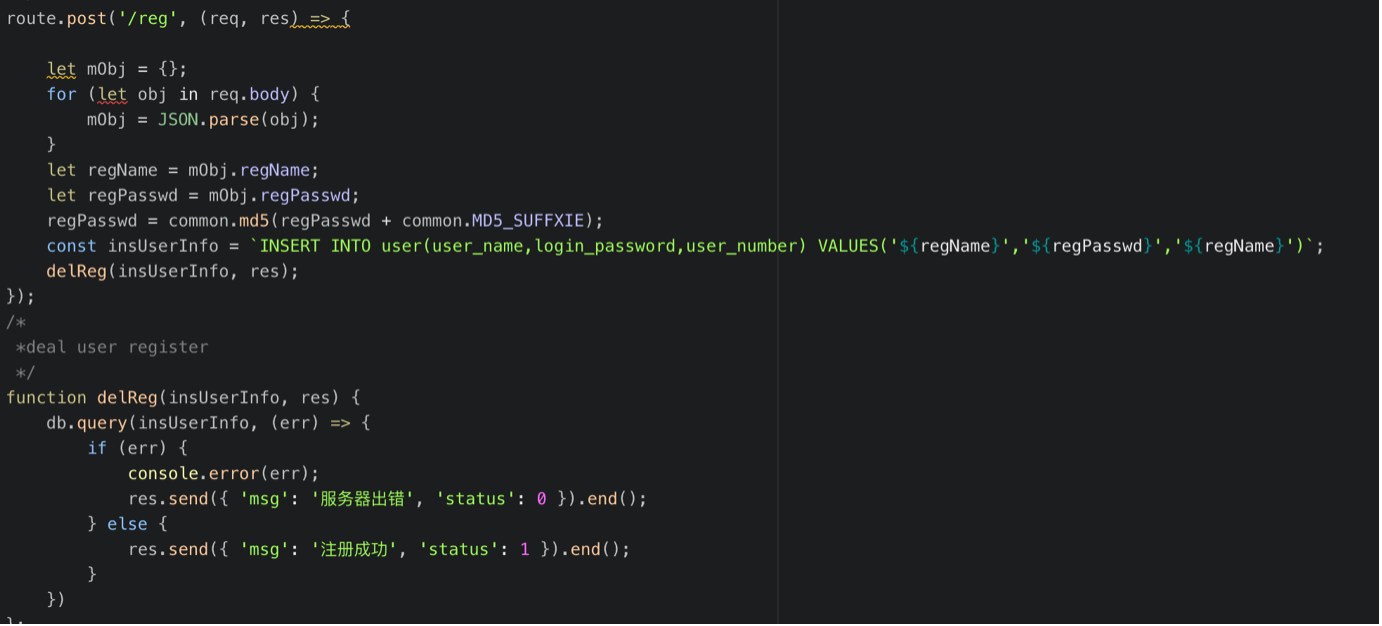 route.post('/reg', (req, res) => {
    let mObj = {};
    for (let obj in req.body) {
        mObj = JSON.parse(obj);
    }
    let regName = mObj.regName;
    let regPasswd = mObj.regPasswd;
    regPasswd = common.md5(regPasswd + common.MD5_SUFFXIE);
    const insUserInfo = `INSERT INTO user(user_name,login_password,user_number) VALUES('${regName}','${regPasswd}','${regName}')`;
    delReg(insUserInfo, res);
});
/*
 *deal user register
 */
function delReg(insUserInfo, res) {
    db.query(insUserInfo, (err) => {
        if (err) {
            console.error(err);
            res.send({ 'msg': '服务器出错', 'status': 0 }).end();
        } else {
            res.send({ 'msg': '注册成功', 'status': 1 }).end();
        }
    })
};